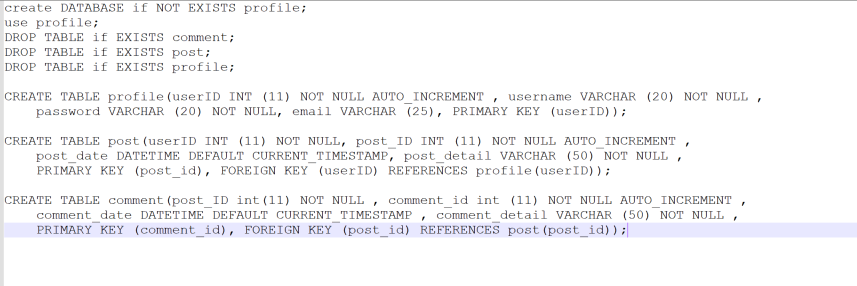 create DATABASE if NOT EXISTS profile;
use profile;
DROP TABLE if EXISTS comment;
DROP TABLE if EXISTS post;
DROP TABLE if EXISTS profile;
CREATE TABLE profile(userID INT (11) NOT NULL AUTO_INCREMENT , username VARCHAR (20) NOT NULL ,
password VARCHAR (20) NOT NULL, email VARCHAR (25), PRIMARY KEY (userID));
CREATE TABLE post(userID INT (11) NOT NULL, post_ID INT (11) NOT NULL AUTO_INCREMENT ,
post_date DATETIME DEFAULT CURRENT_TIMESTAMP, post_detail VARCHAR (50) NOT NULL ,
PRIMARY KEY (post_id), FOREIGN KEY (userID) REFERENCES profile(userID));
CREATE TABLE comment(post_ID int(11) NOT NULL , comment_id int (11) NOT NULL AUTO_INCREMENT ,
comment_date DATETIME DEFAULT CURRENT_TIMESTAMP , comment_detail VARCHAR (50) NOT NULL ,
PRIMARY KEY (comment_id), FOREIGN KEY (post_id) REFERENCES post(post_id));